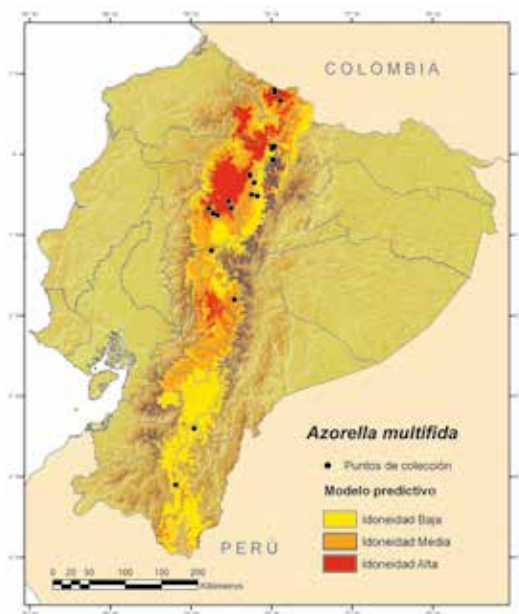 COLOMBIA
Azorella multifida
Puntos de colección
Modelo predictivo
Idoneidad Baja
Idoneidad Media
Idoneidad Alta
PERÚ
0 25 50 100 150 200
Kilómetros